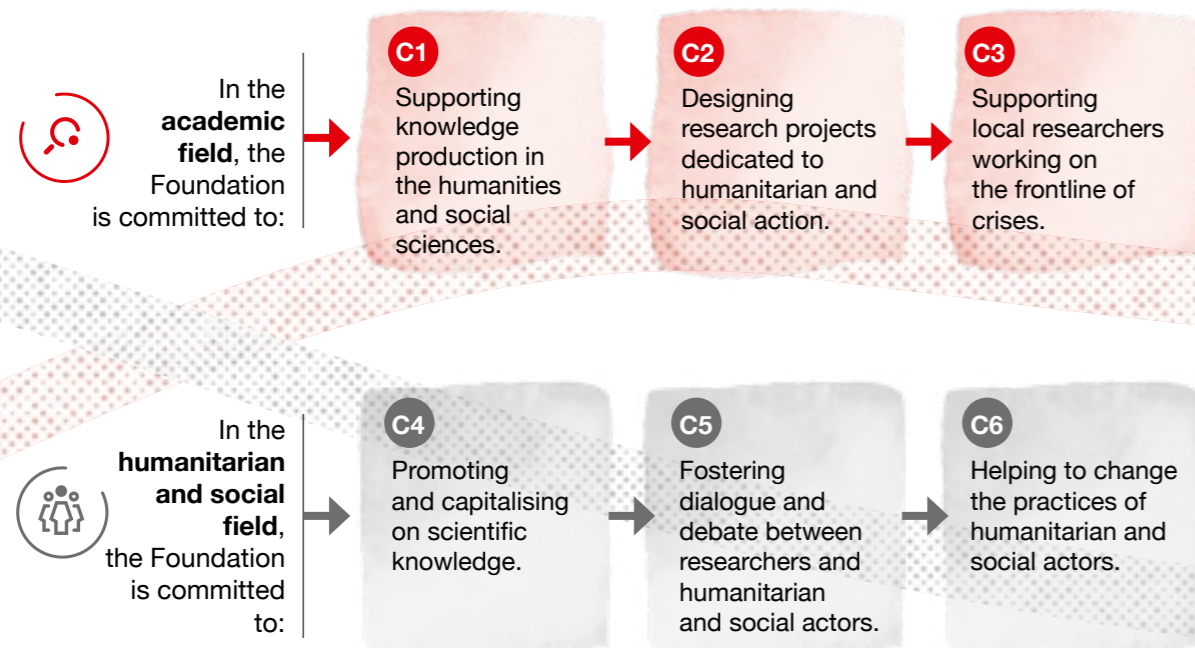 In the
academic
field, the
Foundation
is committed to:
C1
Supporting
knowledge
production in
the humanities
and social
sciences.
C2
Designing
research projects
dedicated to
humanitarian and
social action.
C3
Supporting
local researchers
working on
the frontline of
crises.
In the
humanitarian
and social
field,
the Foundation
is committed
to:
C4
Promoting
and capitalising
on scientific
knowledge.
C5
Fostering
dialogue and
debate between
researchers and
humanitarian
and social actors.
C6
Helping to change
the practices of
humanitarian and
social actors.